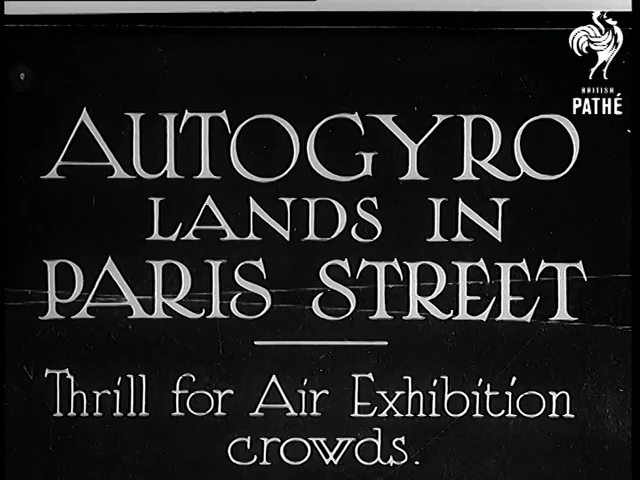 BRITISH
PATHÉ
AUTOGYRO
LANDS IN
PARIS STREET
Thrill for Air Exhibition
crowds.